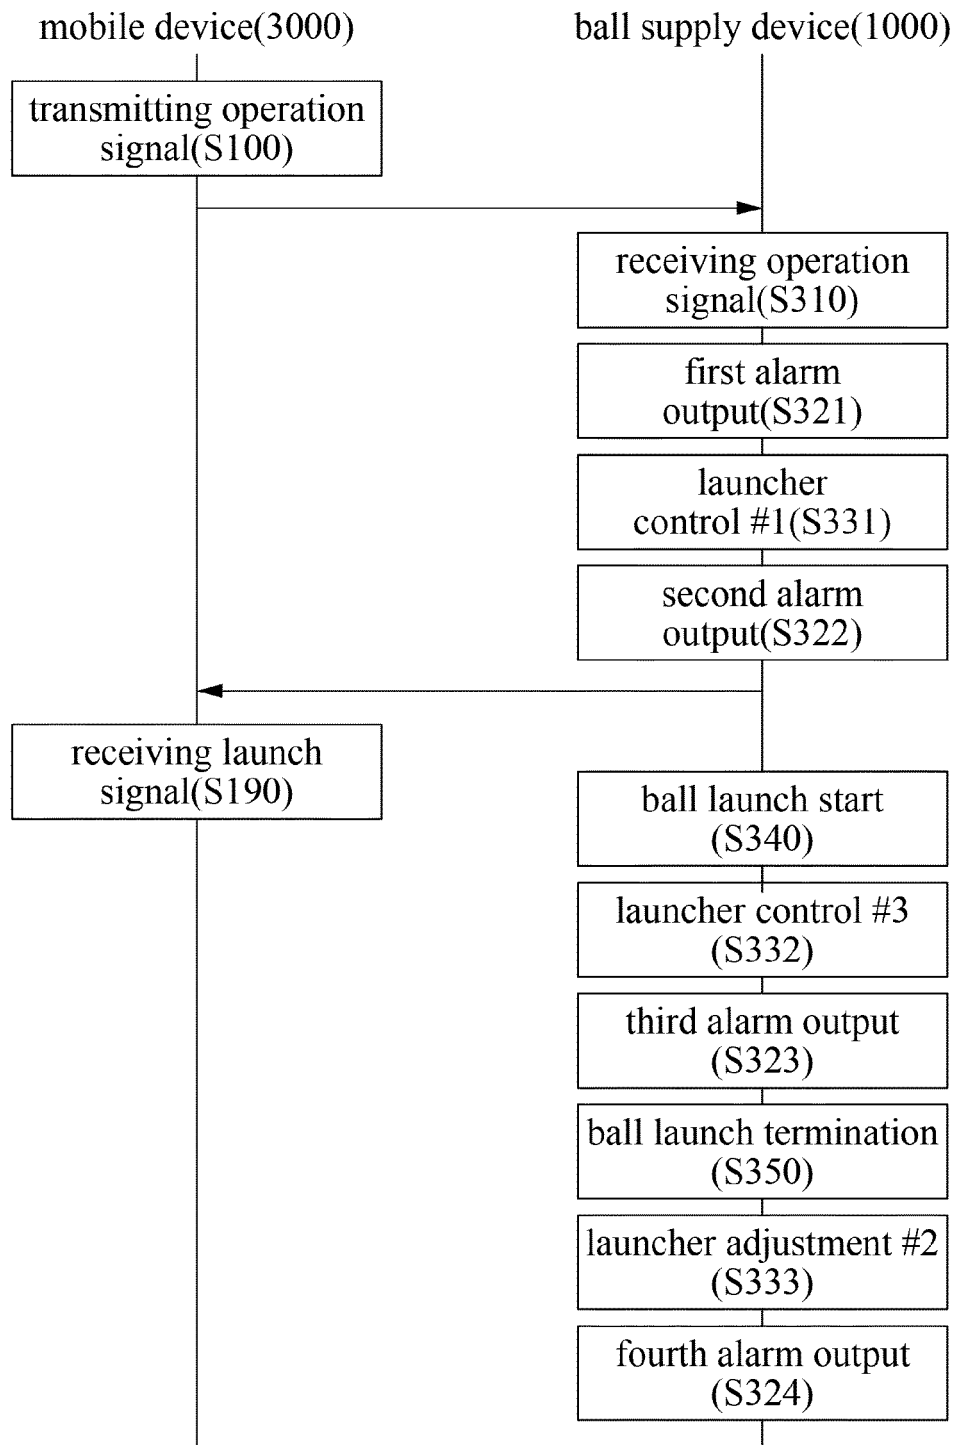 mobile device(3000)
ball supply device(1000)
transmitting operation
signal(S100)
receiving operation
signal(S310)
first alarm
output(S321)
launcher
control #1(S331)
second alarm
output(S322)
receiving launch
signal(S190)
ball launch start
(S340)
launcher control #3
(S332)
third alarm output
(S323)
ball launch termination
(S350)
launcher adjustment #2
(S333)
fourth alarm output
(S324)